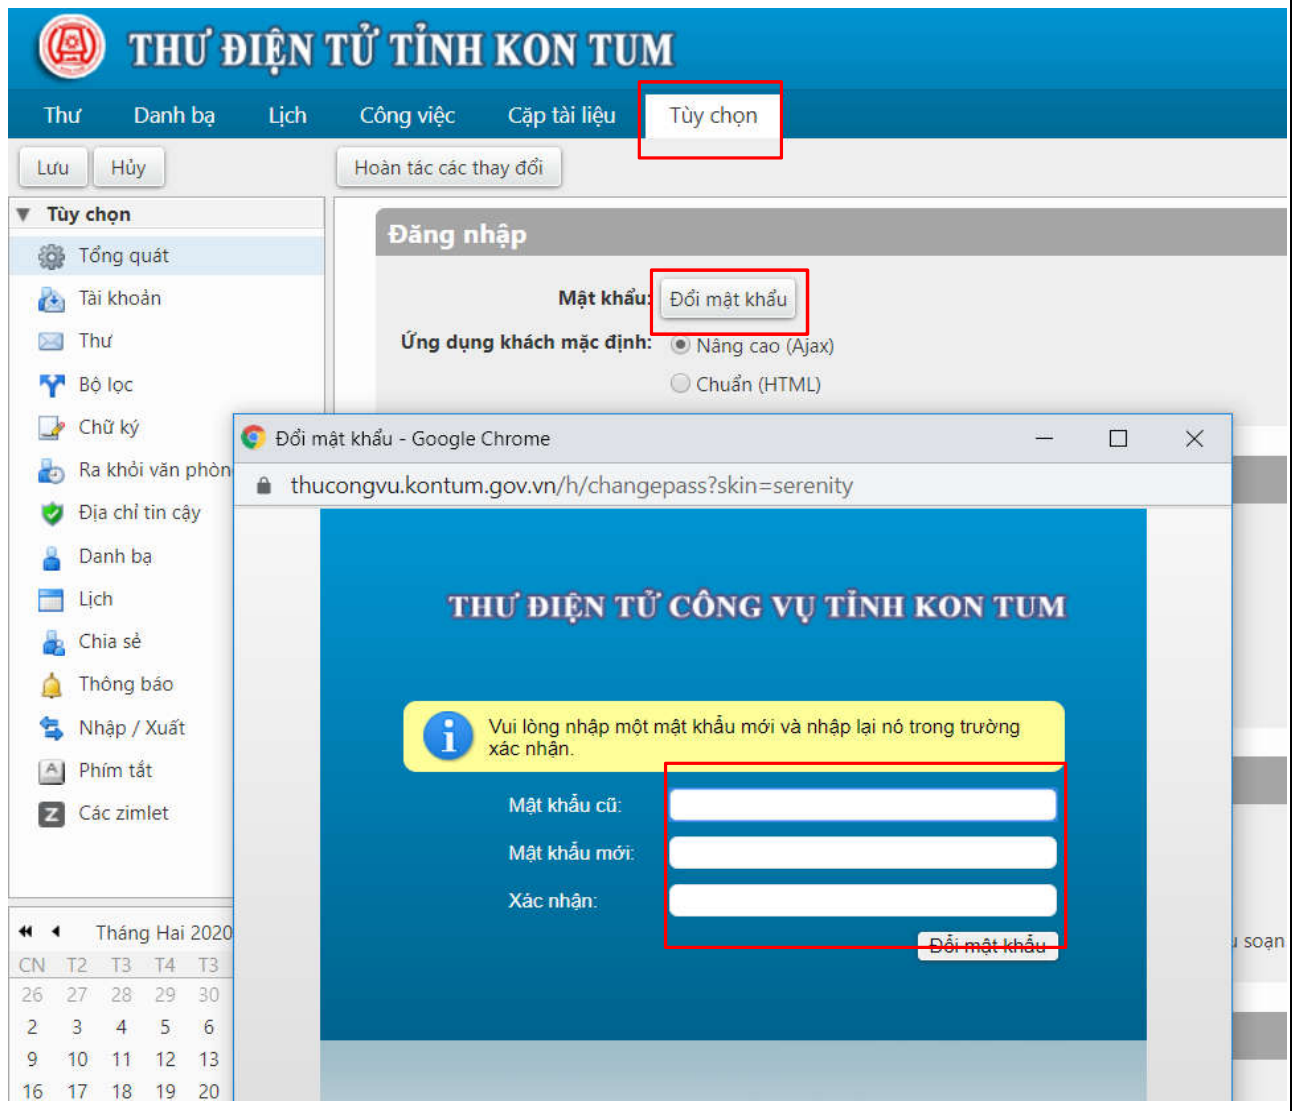 THƯ ĐIỆN TỬ TỈNH KON TUM
Thư Danh bạ Lịch Công việc Cặp tài liệu Tùy chọn
Lưu Hủy Hoàn tác các thay đổi
Tùy chọn
Tổng quát
Tài khoản
Thư
Bộ lọc
Chữ ký
Ra khỏi văn phòn
Địa chỉ tin cậy
Danh bạ
Lịch
Chia sẻ
Thông báo
Nhập / Xuất
Phím tắt
Các zimlet
Đăng nhập
Mật khẩu: Đổi mật khẩu
Ứng dụng khách mặc định: Nâng cao (Ajax)
Chuẩn (HTML)
Đổi mật khẩu - Google Chrome
thucongvu.kontum.gov.vn/h/changepass?skin=serenity
THƯ ĐIỆN TỬ CÔNG VỤ TỈNH KON TUM
Vui lòng nhập một mật khẩu mới và nhập lại nó trong trường
xác nhận.
Mật khẩu cũ:
Mật khẩu mới:
Xác nhận:
Đổi mật khẩu
soạn
Tháng Hai 2020
CN T2 T3 T4 T3
26 27 28 29 30
2 3 4 5 6
9 10 11 12 13
16 17 18 19 20